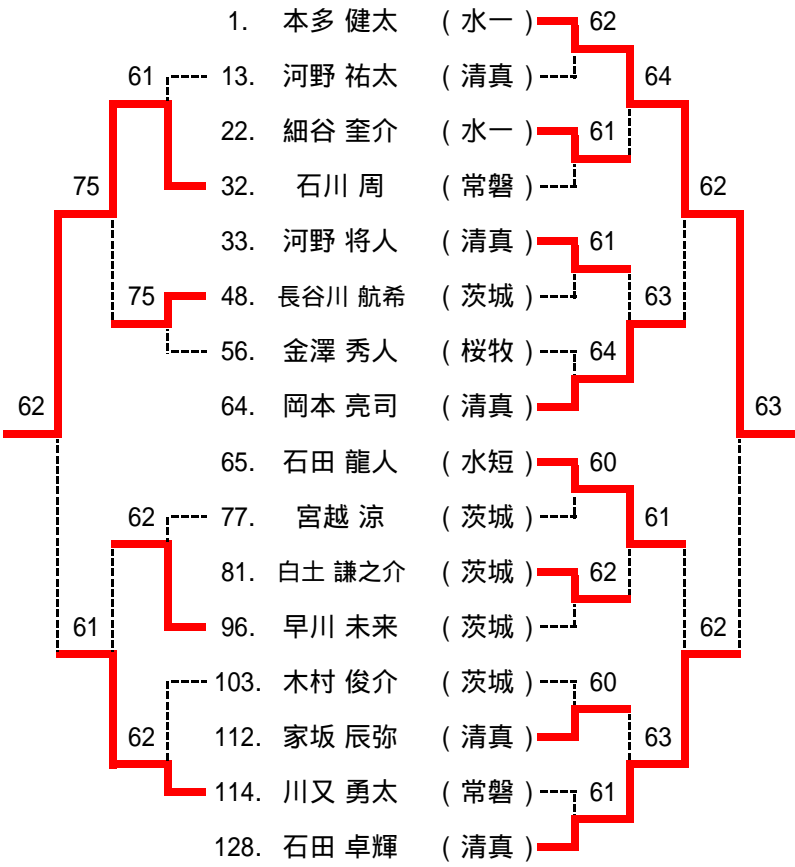 1. 本多 健太 ( 水一 ) 62
61 13. 河野 祐太 ( 清真 ) 64
22. 細谷 奎介 ( 水一 ) 61
75 32. 石川 周 ( 常磐 ) 62
33. 河野 将人 ( 清真 ) 61
75 48. 長谷川 航希 ( 茨城 ) 63
56. 金澤 秀人 ( 桜牧 ) 64
62 64. 岡本 亮司 ( 清真 ) 63
65. 石田 龍人 ( 水短 ) 60
62 77. 宮越 涼 ( 茨城 ) 61
81. 白土 謙之介 ( 茨城 ) 62
61 96. 早川 未来 ( 茨城 ) 62
103. 木村 俊介 ( 茨城 ) 60
62 112. 家坂 辰弥 ( 清真 ) 63
114. 川又 勇太 ( 常磐 ) 61
128. 石田 卓輝 ( 清真 )